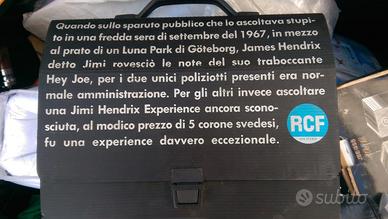 Quando sullo sparuto pubblico che lo ascoltava stupi-
to in una fredda sera di settembre del 1967, in mezzo
al prato di un Luna Park di Göteborg, James Hendrix
detto Jimi rovesciò le note del suo traboccante
Hey Joe, per i due unici poliziotti presenti era nor-
male amministrazione. Per gli altri invece ascoltare
una Jimi Hendrix Experience ancora scono-
sciuta, al modico prezzo di 5 corone svedesi,
fu una experience davvero eccezionale.
RCF
subito